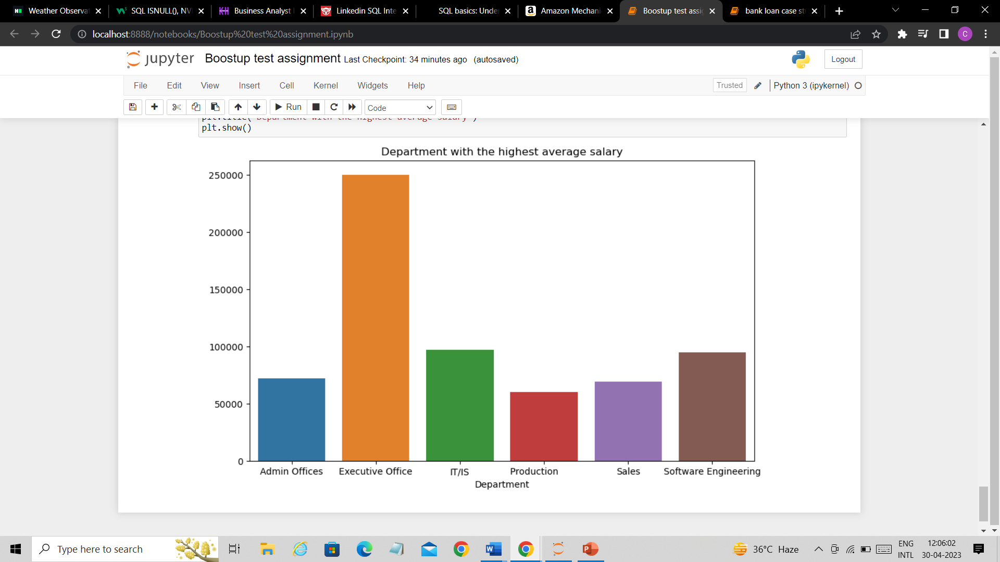 Weather Observat
SQL ISNULL(), NV
Business Analyst
Linkedin SQL Inte
SQL basics: Unde
Amazon Mechani
Boostup test assig
bank loan case st
localhost:8888/notebooks/Boostup%20test%20assignment.ipynb
C
jupyter Boostup test assignment Last Checkpoint: 34 minutes ago (autosaved)
Logout
File Edit View Insert Cell Kernel Widgets Help
Trusted
Python 3 (ipykernel)
Run
Code
plt.title('Department with the highest average salary')
plt.show()
Department with the highest average salary
250000
200000
150000
100000
50000
0
Admin Offices
Executive Office
IT/IS
Production
Sales
Software Engineering
Department
Type here to search
36°C Haze
ENG
INTL
12:06:02
30-04-2023